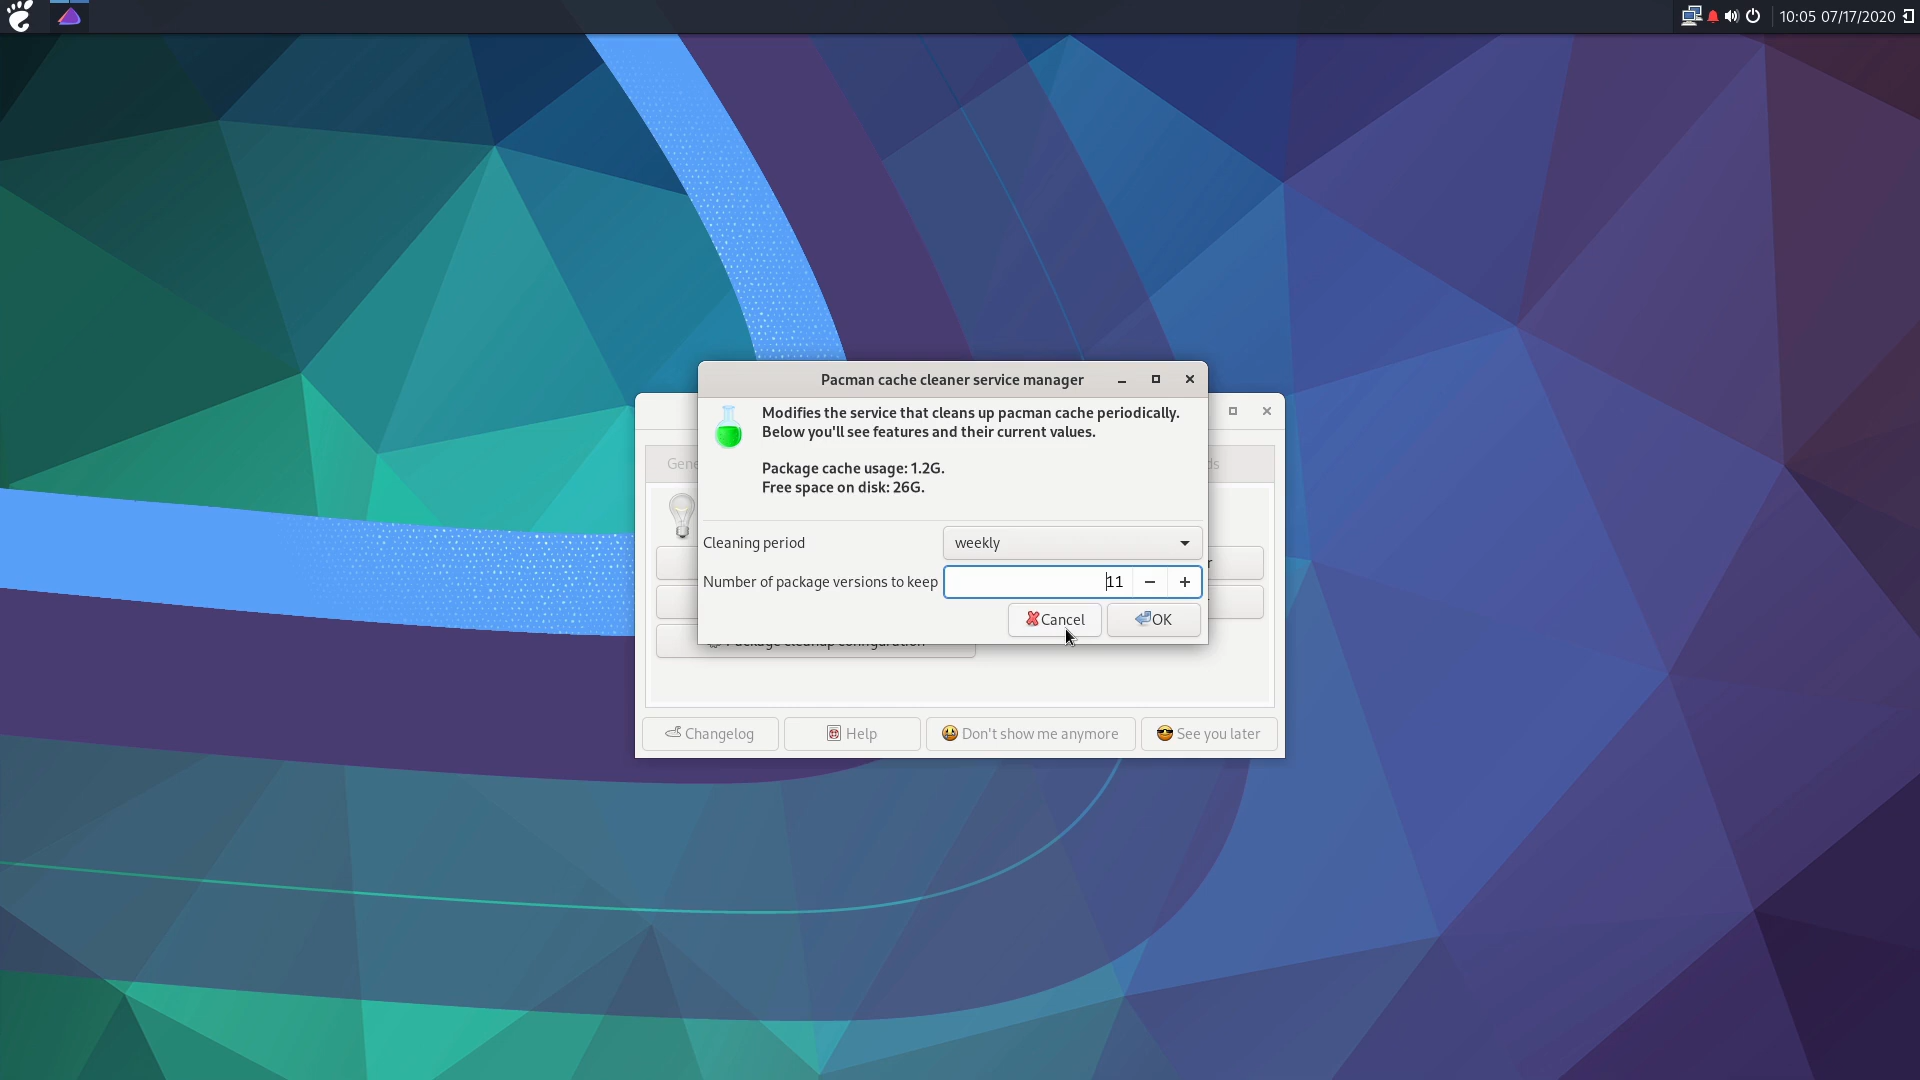 10:05 07/17/2020
Pacman cache cleaner service manager
Modifies the service that cleans up pacman cache periodically.
Below you'll see features and their current values.
Package cache usage: 1.2G.
Free space on disk: 26G.
Cleaning period
weekly
Number of package versions to keep
11
Cancel
OK
Package cleanup configuration
Changelog
Help
Don't show me anymore
See you later